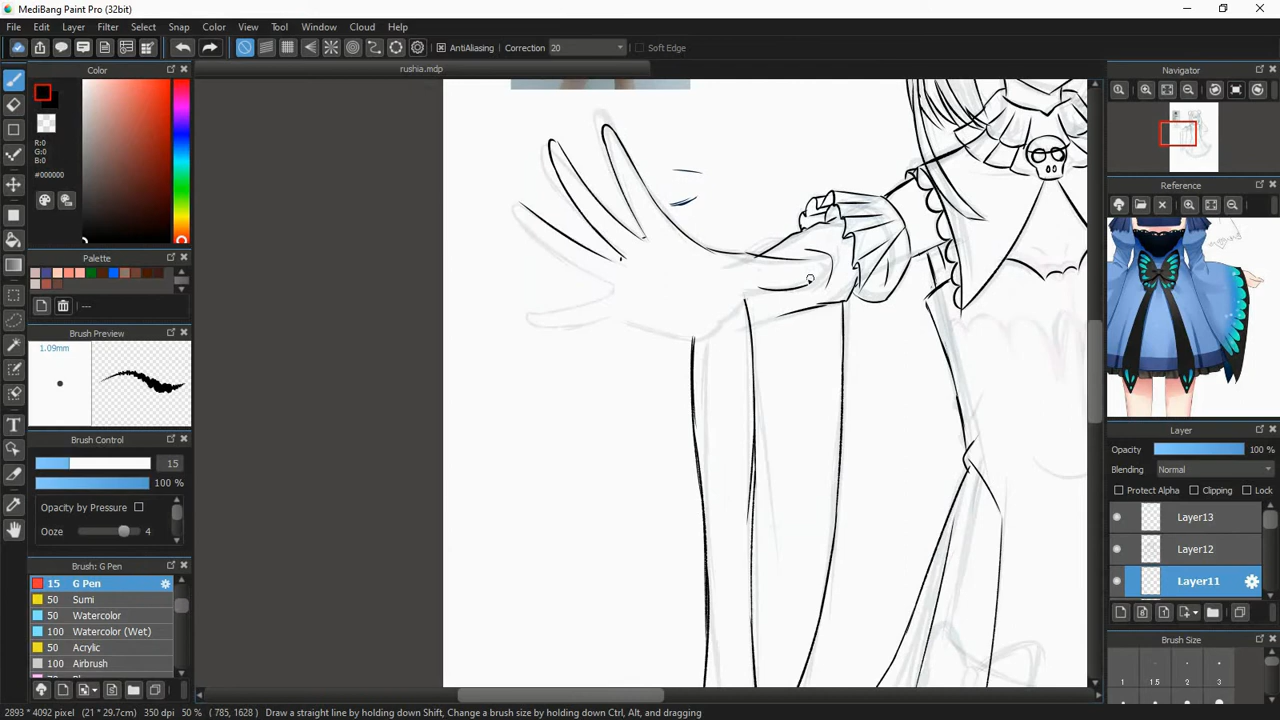 MediBang Paint Pro (32bit)
File Edit Layer Filter Select Snap Color View Tool Window Cloud Help
AntiAliasing Correction 20 Soft Edge
rushia.mdp
Color
R:0
G:0
B:0
#000000
Palette
---
Brush Preview
1.09mm
Brush Control
15
100 %
Opacity by Pressure
Ooze 4
Brush: G Pen
15 G Pen
50 Sumi
50 Watercolor
100 Watercolor (Wet)
50 Acrylic
100 Airbrush
Navigator
Reference
Layer
Opacity 100 %
Blending Normal
Protect Alpha Clipping Lock
Layer13
Layer12
Layer11
Brush Size
1 1.5 2 3
2893 * 4092 pixel (21 * 29.7cm) 350 dpi 50 % ( 785, 1628 ) Draw a straight line by holding down Shift, Change a brush size by holding down Ctrl, Alt, and dragging